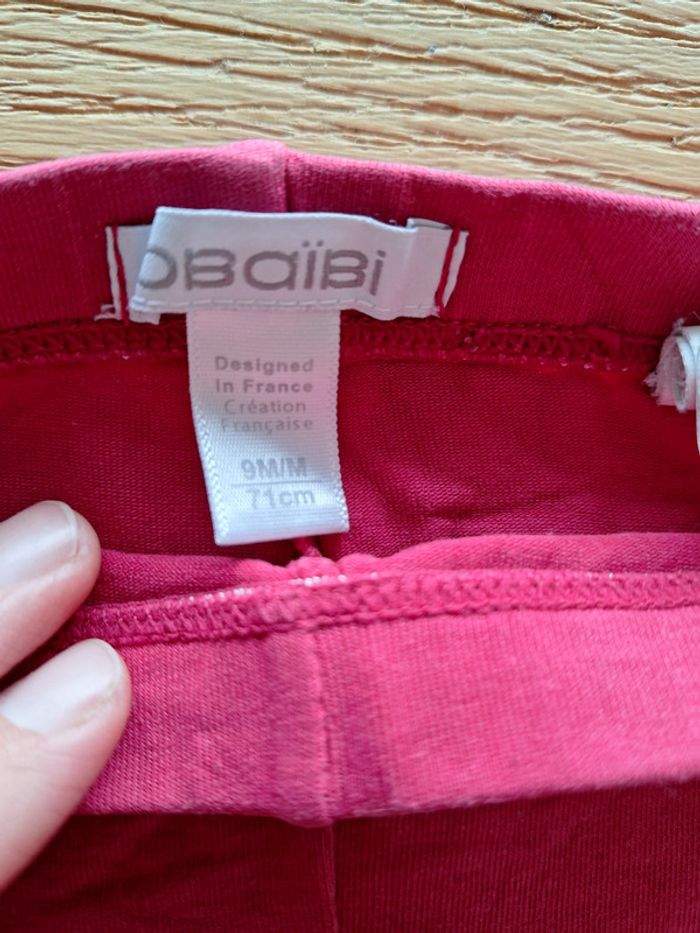 obaïbi
Designed
In France
Création
Française
9M/M
71cm